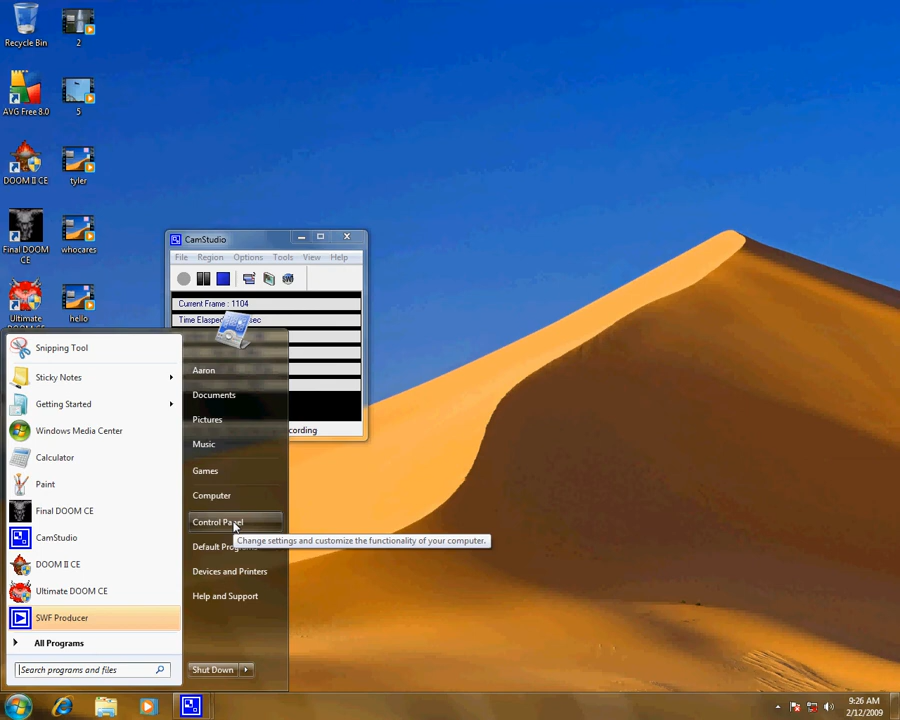 Recycle Bin
2
AVG Free 8.0
5
DOOM II CE
tyler
Final DOOM
CE
whocares
Ultimate
hello
CamStudio
File Region Options Tools View Help
Current Frame : 1104
Time Elasped
sec
cording
Snipping Tool
Sticky Notes
Getting Started
Windows Media Center
Calculator
Paint
Final DOOM CE
CamStudio
DOOM II CE
Ultimate DOOM CE
SWF Producer
All Programs
Search programs and files
Aaron
Documents
Pictures
Music
Games
Computer
Control Panel
Change settings and customize the functionality of your computer.
Default Programs
Devices and Printers
Help and Support
Shut Down
9:26 AM
2/12/2009